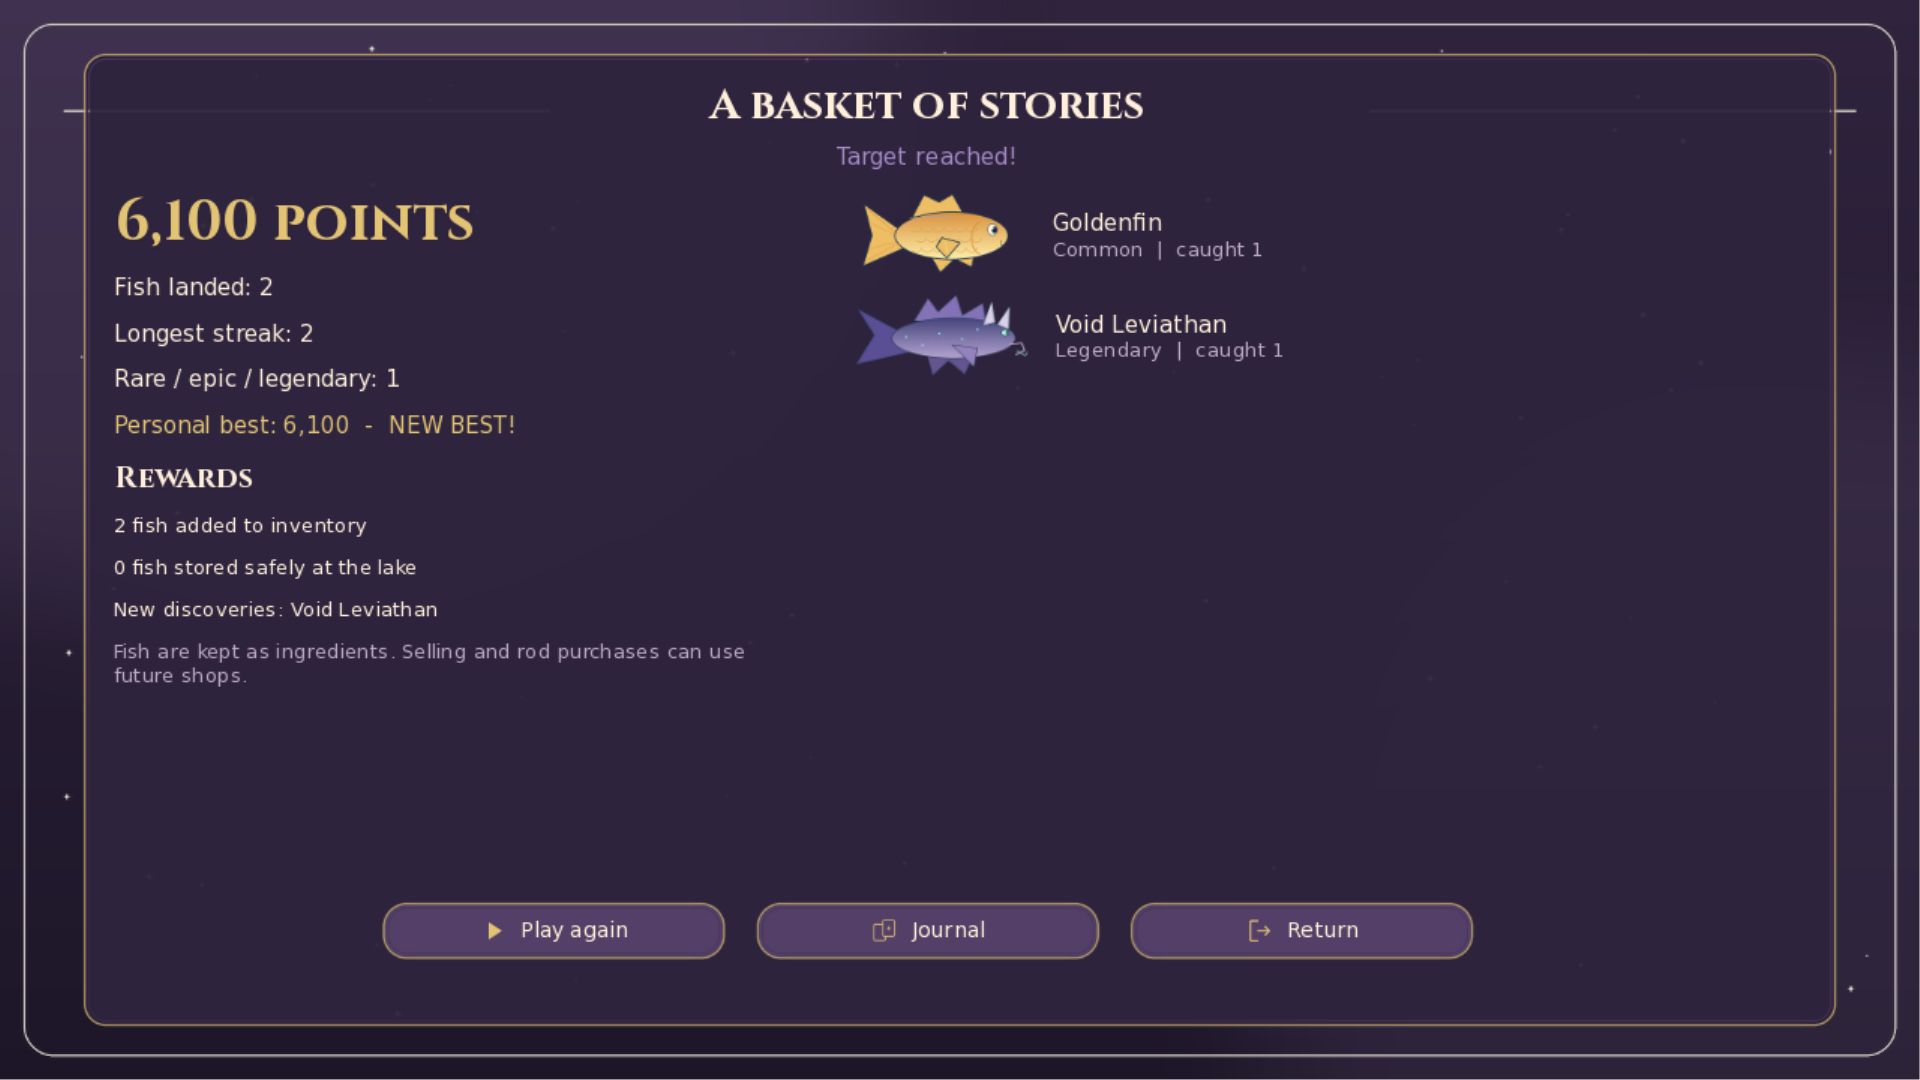 A BASKET OF STORIES
Target reached!
6,100 POINTS
Fish landed: 2
Longest streak: 2
Rare / epic / legendary: 1
Personal best: 6,100 - NEW BEST!
REWARDS
2 fish added to inventory
0 fish stored safely at the lake
New discoveries: Void Leviathan
Fish are kept as ingredients. Selling and rod purchases can use
future shops.
Goldenfin
Common | caught 1
Void Leviathan
Legendary | caught 1
Play again
Journal
Return